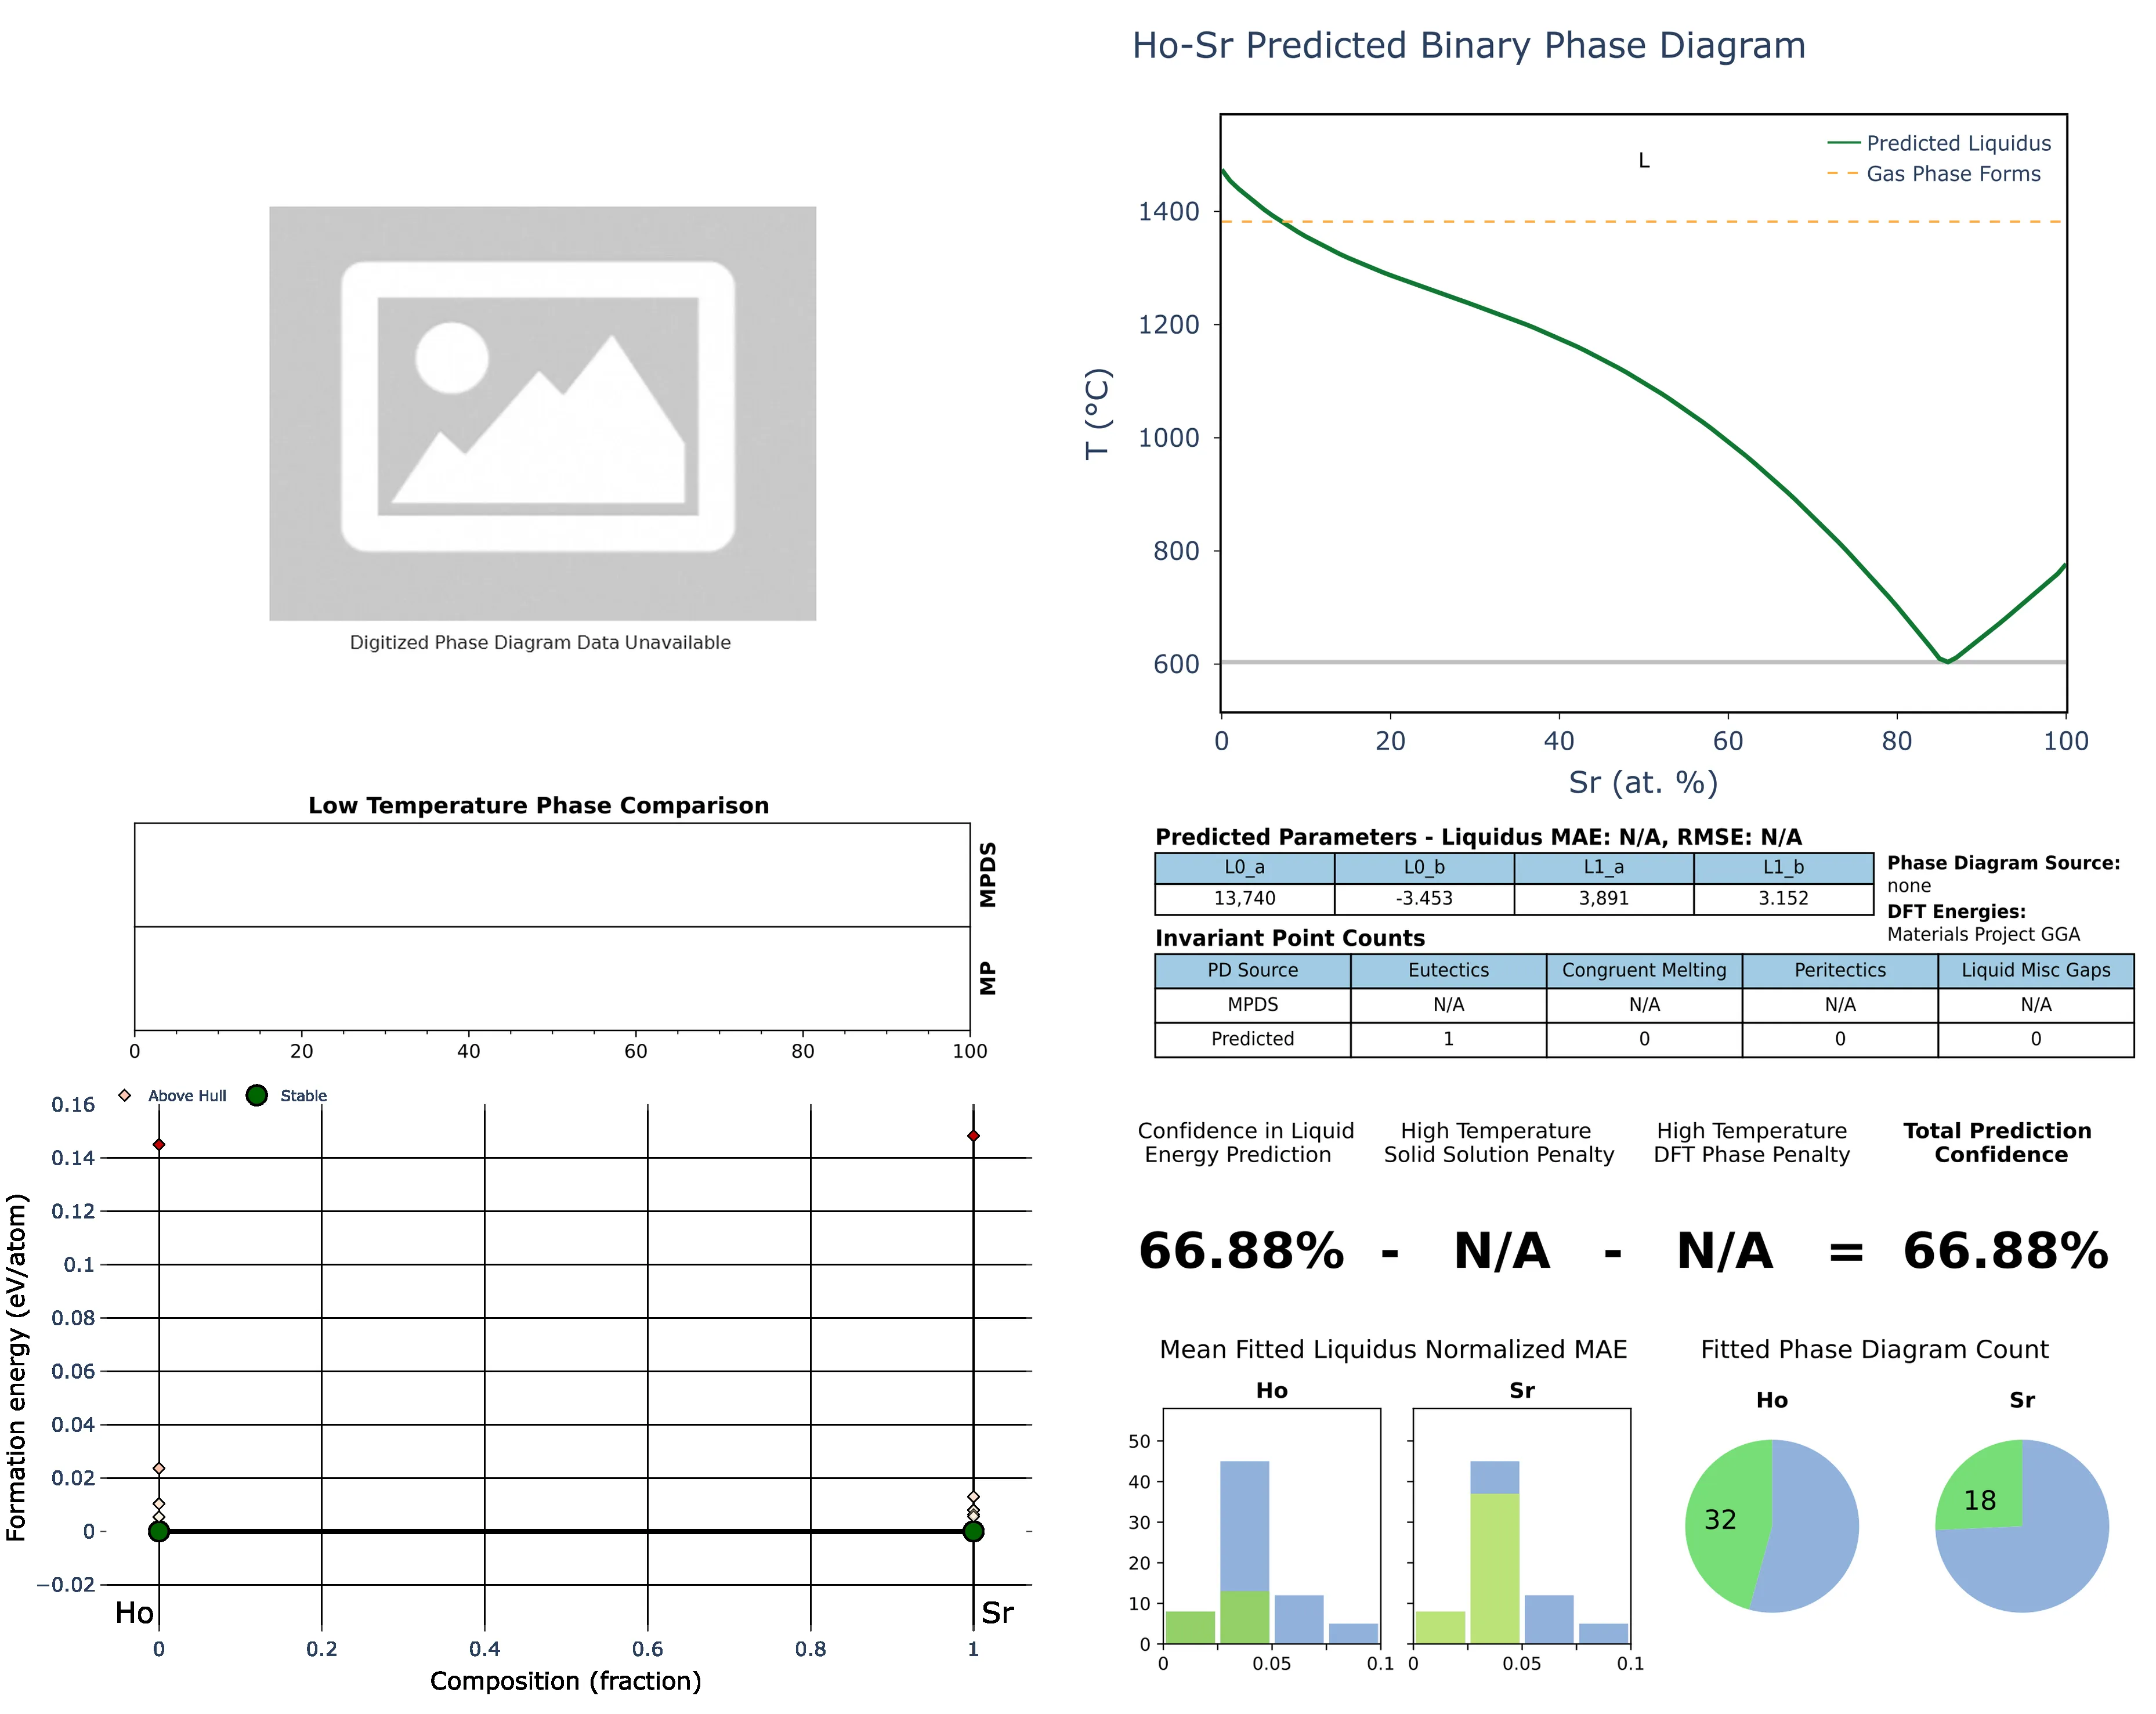 Ho-Sr Predicted Binary Phase Diagram
Predicted Liquidus
Gas Phase Forms
L
1400
1200
1000
800
600
T (°C)
0 20 40 60 80 100
Sr (at. %)
Digitized Phase Diagram Data Unavailable
Low Temperature Phase Comparison
MPDS
MP
0 20 40 60 80 100
Predicted Parameters - Liquidus MAE: N/A, RMSE: N/A
L0_a L0_b L1_a L1_b
13,740 -3.453 3,891 3.152
Phase Diagram Source:
none
DFT Energies:
Materials Project GGA
Invariant Point Counts
PD Source Eutectics Congruent Melting Peritectics Liquid Misc Gaps
MPDS N/A N/A N/A N/A
Predicted 1 0 0 0
Above Hull Stable
0.16
0.14
0.12
0.1
0.08
0.06
0.04
0.02
0
−0.02
Formation energy (eV/atom)
Ho Sr
0 0.2 0.4 0.6 0.8 1
Composition (fraction)
Confidence in Liquid
Energy Prediction
High Temperature
Solid Solution Penalty
High Temperature
DFT Phase Penalty
Total Prediction
Confidence
66.88% - N/A - N/A = 66.88%
Mean Fitted Liquidus Normalized MAE
Ho Sr
50
40
30
20
10
0
0 0.05 0.1
0 0.05 0.1
Fitted Phase Diagram Count
Ho Sr
32 18